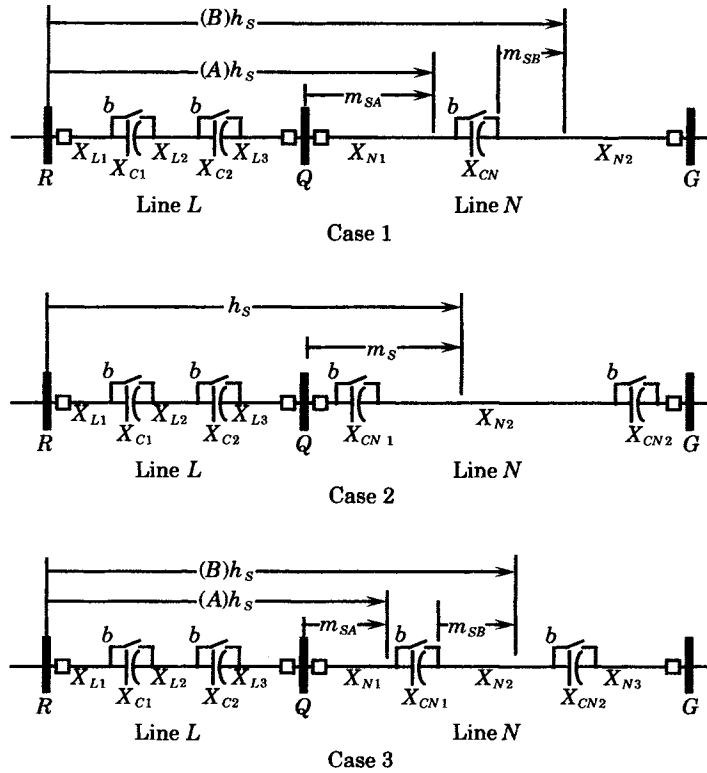 (B)h_S
(A)h_S
m_SB
m_SA
b b b
X_L1 X_C1 X_L2 X_C2 X_L3 X_N1 X_CN X_N2
R Q G
Line L Line N
Case 1
h_S
m_S
b b b b
X_L1 X_C1 X_L2 X_C2 X_L3 X_CN 1 X_N2 X_CN2
R Q G
Line L Line N
Case 2
(B)h_S
(A)h_S
m_SA m_SB
b b b b
X_L1 X_C1 X_L2 X_C2 X_L3 X_N1 X_CN1 X_N2 X_CN2 X_N3
R Q G
Line L Line N
Case 3